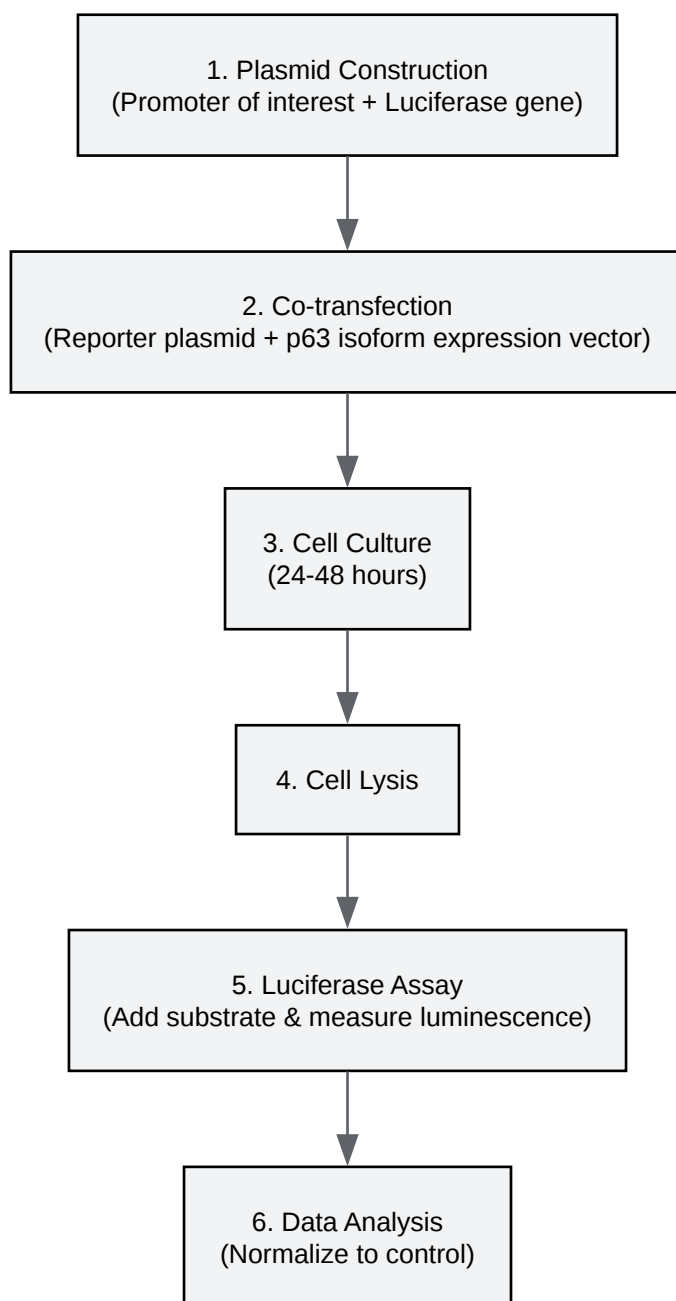 1. Plasmid Construction
(Promoter of interest + Luciferase gene)
2. Co-transfection
(Reporter plasmid + p63 isoform expression vector)
3. Cell Culture
(24-48 hours)
4. Cell Lysis
5. Luciferase Assay
(Add substrate & measure luminescence)
6. Data Analysis
(Normalize to control)